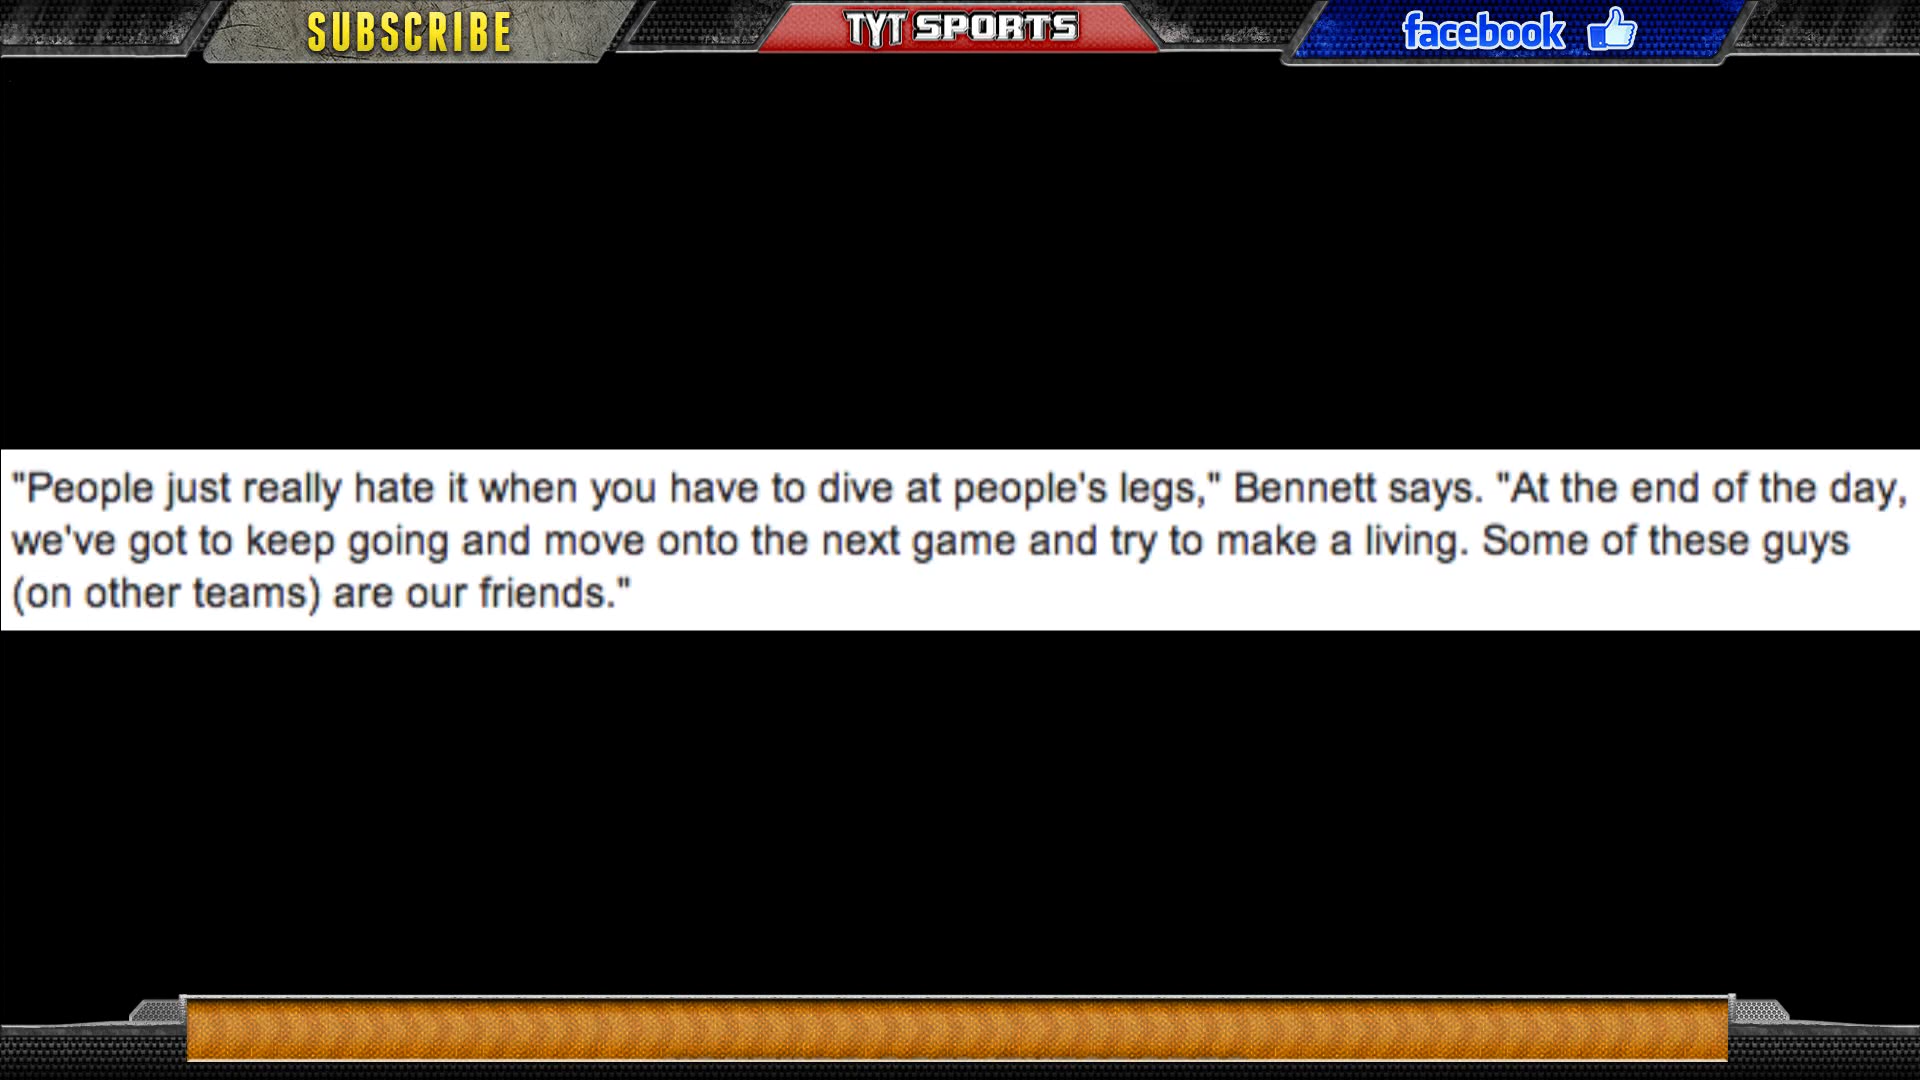 SUBSCRIBE
TYT SPORTS
facebook
"People just really hate it when you have to dive at people's legs," Bennett says. "At the end of the day,
we've got to keep going and move onto the next game and try to make a living. Some of these guys
(on other teams) are our friends."